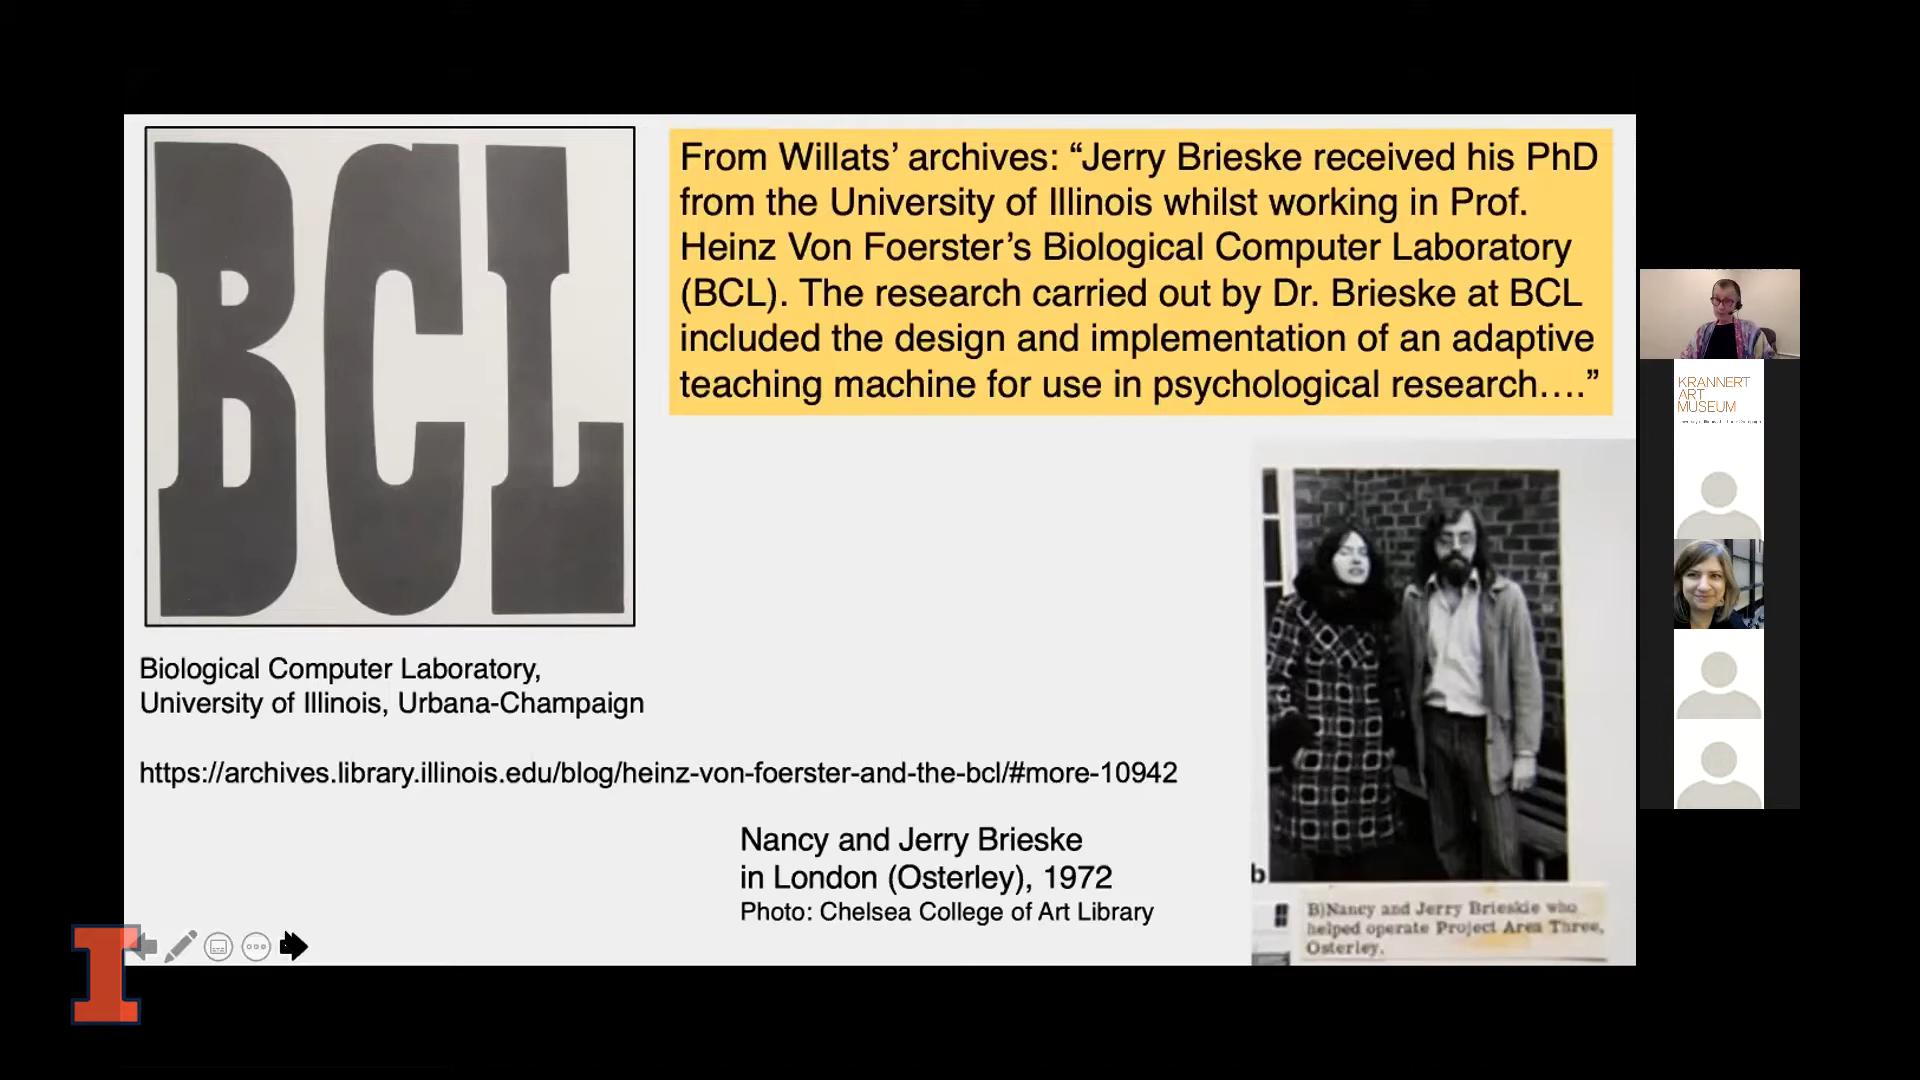 BCL
From Willats’ archives: “Jerry Brieske received his PhD
from the University of Illinois whilst working in Prof.
Heinz Von Foerster’s Biological Computer Laboratory
(BCL). The research carried out by Dr. Brieske at BCL
included the design and implementation of an adaptive
teaching machine for use in psychological research….”
Biological Computer Laboratory,
University of Illinois, Urbana-Champaign
https://archives.library.illinois.edu/blog/heinz-von-foerster-and-the-bcl/#more-10942
Nancy and Jerry Brieske
in London (Osterley), 1972
Photo: Chelsea College of Art Library
b
B)Nancy and Jerry Brieskie who
helped operate Project Area Three,
Osterley.
KRANNERT
ART
MUSEUM
I